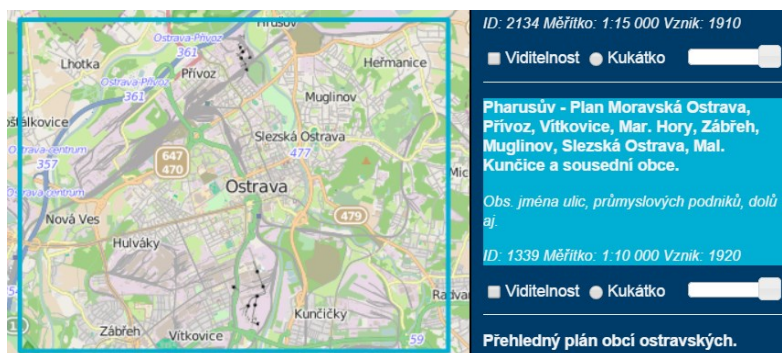 Hrušov
Ostrava-Přívoz
361
Lhotka
Přívoz
Heřmanice
Ostrava-Přívoz
361
Muglinov
Slezská Ostrava
477
357
Ostrava-centrum
647
470
Ostrava
479
Nová Ves
Hulváky
Kunčičky
Zábřeh
Vítkovice
59
ID: 2134 Měřítko: 1:15 000 Vznik: 1910
Viditelnost Kukátko
Pharusův - Plan Moravská Ostrava,
Přívoz, Vítkovice, Mar. Hory, Zábřeh,
Muglinov, Slezská Ostrava, Mal.
Kunčice a sousední obce.
Obs. jména ulic, průmyslových podniků, dolů
aj.
ID: 1339 Měřítko: 1:10 000 Vznik: 1920
Viditelnost Kukátko
Přehledný plán obcí ostravských.